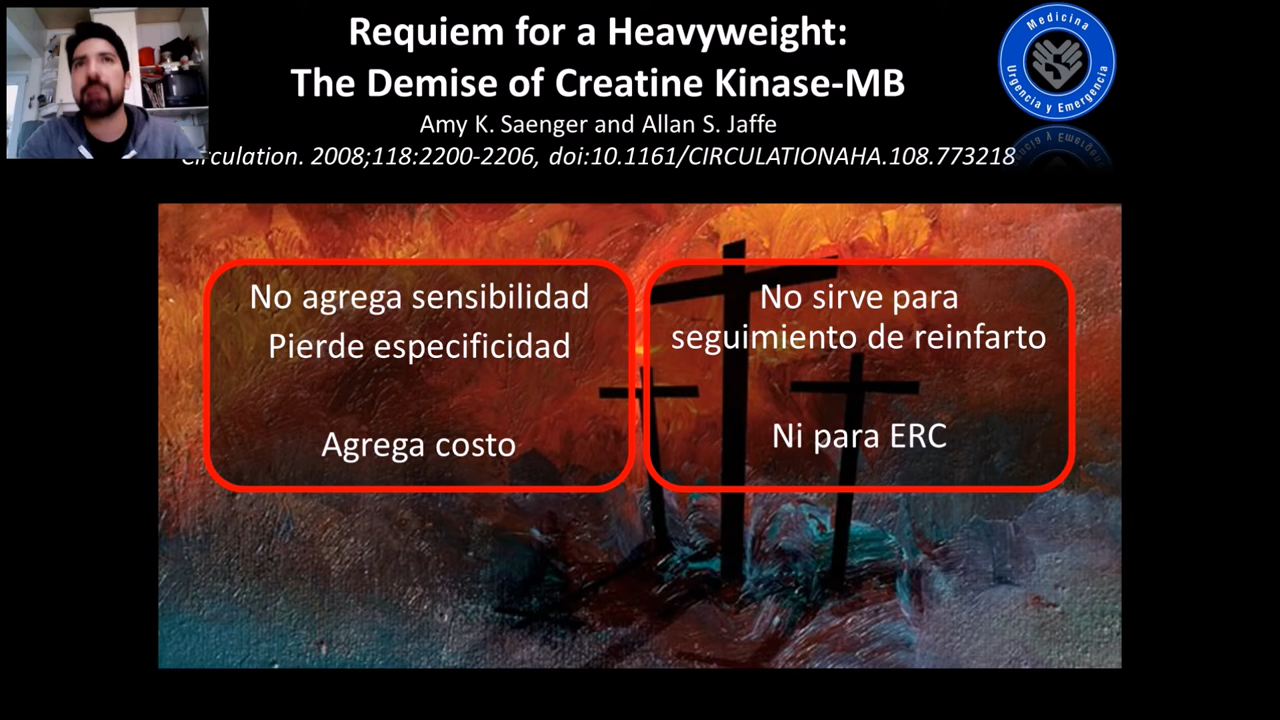 Requiem for a Heavyweight:
The Demise of Creatine Kinase-MB
Amy K. Saenger and Allan S. Jaffe
Circulation. 2008;118:2200-2206, doi:10.1161/CIRCULATIONAHA.108.773218
Medicina
Urgencia y Emergencia
No agrega sensibilidad
Pierde especificidad
Agrega costo
No sirve para
seguimiento de reinfarto
Ni para ERC